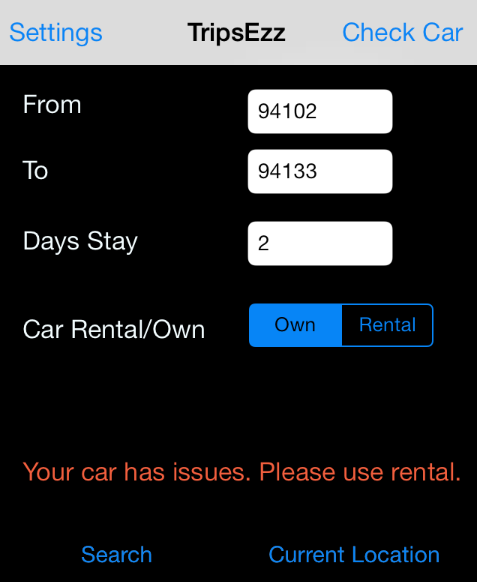 Settings TripsEzz Check Car
From 94102
To 94133
Days Stay 2
Car Rental/Own Own Rental
Your car has issues. Please use rental.
Search Current Location